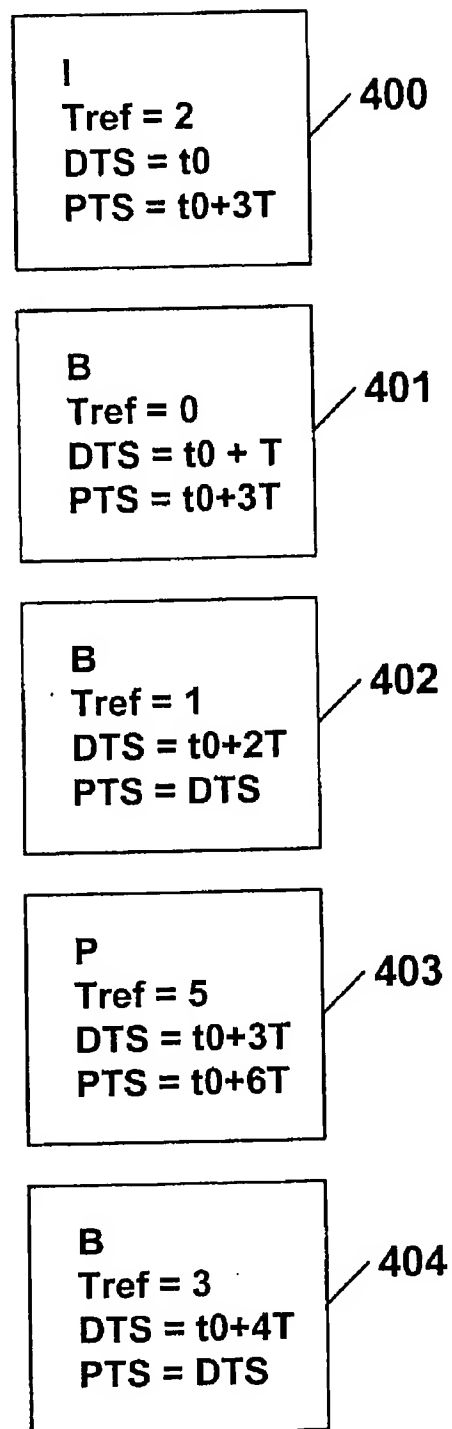 I
Tref = 2
DTS = t0
PTS = t0+3T
400
B
Tref = 0
DTS = t0 + T
PTS = t0+3T
401
B
Tref = 1
DTS = t0+2T
PTS = DTS
402
P
Tref = 5
DTS = t0+3T
PTS = t0+6T
403
B
Tref = 3
DTS = t0+4T
PTS = DTS
404